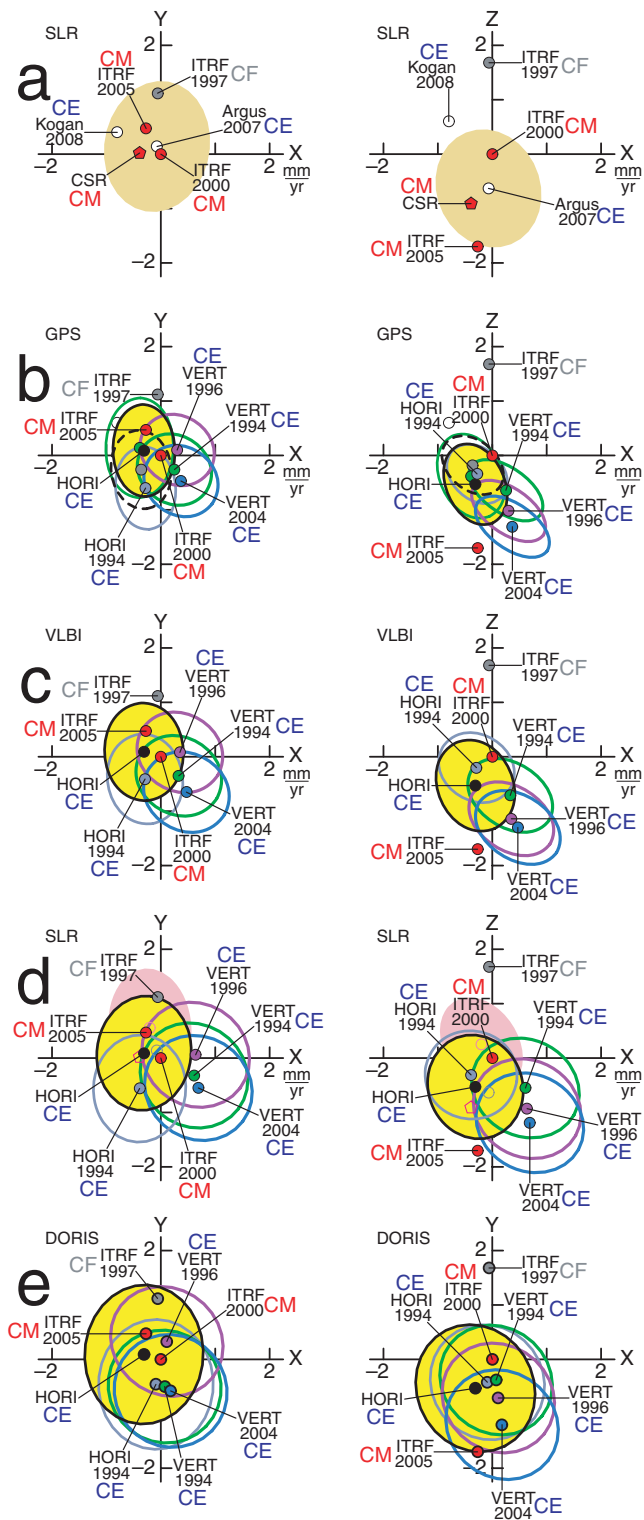 a
SLR
Y
2
CM
ITRF
2005
ITRF
1997 CF
CE
Kogan
2008
Argus
2007 CE
−2
2
X
mm
yr
CSR
CM
ITRF
2000
CM
−2
SLR
Z
2
CE
Kogan
2008
ITRF
1997 CF
ITRF
2000 CM
−2
2
X
mm
yr
CM
CSR
Argus
2007 CE
CM ITRF
2005
−2
b
GPS
Y
2
CE
CF ITRF
1997
VERT
1996
CM ITRF
2005
VERT
1994 CE
−2
2
X
mm
yr
HORI
CE
VERT
2004
CE
HORI
1994
CE
ITRF
2000
CM
−2
GPS
Z
2
ITRF
1997 CF
CE
HORI
1994
CM
ITRF
2000
VERT
1994 CE
−2
2
X
mm
yr
HORI
CE
VERT
1996 CE
CM ITRF
2005
−2
VERT
2004 CE
c
VLBI
Y
2
CE
CF ITRF
1997
VERT
1996
CM ITRF
2005
VERT
1994 CE
−2
2
X
mm
yr
HORI
CE
VERT
2004
CE
HORI
1994
CE
ITRF
2000
CM
−2
VLBI
Z
2
ITRF
1997 CF
CE
HORI
1994
CM
ITRF
2000
VERT
1994 CE
−2
2
X
mm
yr
HORI
CE
VERT
1996 CE
CM ITRF
2005
−2
VERT
2004 CE
d
SLR
Y
2
CE
CF ITRF
1997
VERT
1996
CM ITRF
2005
VERT
1994 CE
−2
2
X
mm
yr
HORI
CE
VERT
2004
CE
HORI
1994
CE
ITRF
2000
CM
−2
SLR
Z
2
ITRF
1997 CF
CE
HORI
1994
CM
ITRF
2000
VERT
1994 CE
−2
2
X
mm
yr
HORI
CE
VERT
1996
CE
CM ITRF
2005
−2
VERT
2004 CE
e
DORIS
Y
2
CE
CF ITRF
1997
VERT
1996
ITRF
2000 CM
CM ITRF
2005
−2
2
X
HORI
CE
VERT
2004
CE
HORI
1994
CE
VERT
1994
CE
−2
DORIS
Z
2
ITRF
1997 CF
CE
HORI
1994
CM
ITRF
2000
VERT
1994 CE
−2
2
X
HORI
CE
VERT
1996
CE
CM ITRF
2005
−2
VERT
2004 CE